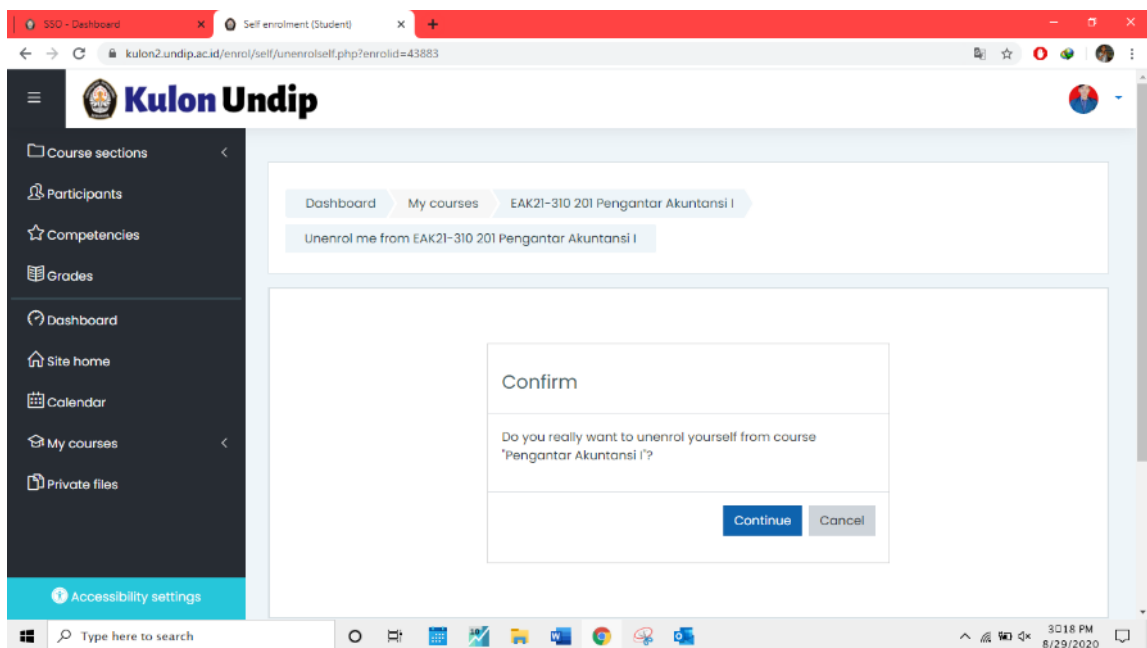 SSO - Dashboard
Self enrolment (Student)
kulon2.undip.ac.id/enrol/self/unenrolself.php?enrolid=43883
Kulon Undip
Course sections
Participants
Competencies
Grades
Dashboard
Site home
Calendar
My courses
Private files
Accessibility settings
Dashboard My courses EAK21-310 201 Pengantar Akuntansi I
Unenrol me from EAK21-310 201 Pengantar Akuntansi I
Confirm
Do you really want to unenrol yourself from course
"Pengantar Akuntansi I"?
Continue Cancel
Type here to search
3:18 PM
8/29/2020